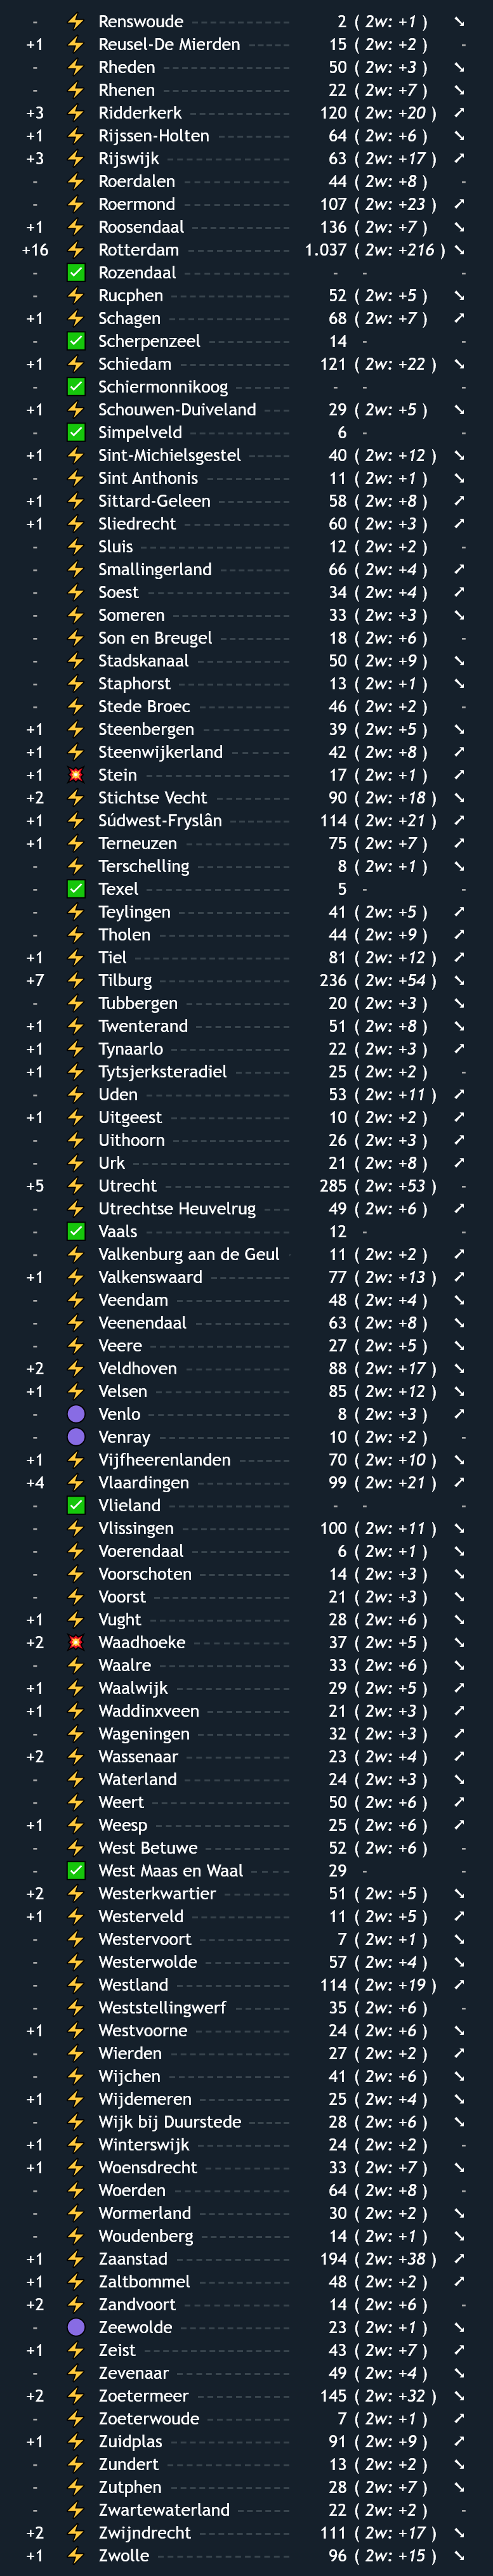 - ⚡ Renswoude 2 ( 2w: +1 ) ↘
+1 ⚡ Reusel-De Mierden 15 ( 2w: +2 ) -
- ⚡ Rheden 50 ( 2w: +3 ) ↘
- ⚡ Rhenen 22 ( 2w: +7 ) ↘
+3 ⚡ Ridderkerk 120 ( 2w: +20 ) ↗
+1 ⚡ Rijssen-Holten 64 ( 2w: +6 ) ↘
+3 ⚡ Rijswijk 63 ( 2w: +17 ) ↗
- ⚡ Roerdalen 44 ( 2w: +8 ) -
- ⚡ Roermond 107 ( 2w: +23 ) ↗
+1 ⚡ Roosendaal 136 ( 2w: +7 ) ↘
+16 ⚡ Rotterdam 1.037 ( 2w: +216 ) ↘
- ✅ Rozendaal - - -
- ⚡ Rucphen 52 ( 2w: +5 ) ↘
+1 ⚡ Schagen 68 ( 2w: +7 ) ↗
- ✅ Scherpenzeel 14 - -
+1 ⚡ Schiedam 121 ( 2w: +22 ) ↘
- ✅ Schiermonnikoog - - -
+1 ⚡ Schouwen-Duiveland 29 ( 2w: +5 ) ↘
- ✅ Simpelveld 6 - -
+1 ⚡ Sint-Michielsgestel 40 ( 2w: +12 ) ↘
- ⚡ Sint Anthonis 11 ( 2w: +1 ) ↘
+1 ⚡ Sittard-Geleen 58 ( 2w: +8 ) ↗
+1 ⚡ Sliedrecht 60 ( 2w: +3 ) ↗
- ⚡ Sluis 12 ( 2w: +2 ) -
- ⚡ Smallingerland 66 ( 2w: +4 ) ↗
- ⚡ Soest 34 ( 2w: +4 ) ↗
- ⚡ Someren 33 ( 2w: +3 ) ↘
- ⚡ Son en Breugel 18 ( 2w: +6 ) -
- ⚡ Stadskanaal 50 ( 2w: +9 ) ↘
- ⚡ Staphorst 13 ( 2w: +1 ) ↘
- ⚡ Stede Broec 46 ( 2w: +2 ) -
+1 ⚡ Steenbergen 39 ( 2w: +5 ) ↘
+1 ⚡ Steenwijkerland 42 ( 2w: +8 ) ↗
+1 💥 Stein 17 ( 2w: +1 ) ↗
+2 ⚡ Stichtse Vecht 90 ( 2w: +18 ) ↘
+1 ⚡ Súdwest-Fryslân 114 ( 2w: +21 ) ↗
+1 ⚡ Terneuzen 75 ( 2w: +7 ) ↗
- ⚡ Terschelling 8 ( 2w: +1 ) ↘
- ✅ Texel 5 - -
- ⚡ Teylingen 41 ( 2w: +5 ) ↗
- ⚡ Tholen 44 ( 2w: +9 ) ↗
+1 ⚡ Tiel 81 ( 2w: +12 ) ↗
+7 ⚡ Tilburg 236 ( 2w: +54 ) ↘
- ⚡ Tubbergen 20 ( 2w: +3 ) ↘
+1 ⚡ Twenterand 51 ( 2w: +8 ) ↘
+1 ⚡ Tynaarlo 22 ( 2w: +3 ) ↗
+1 ⚡ Tytsjerksteradiel 25 ( 2w: +2 ) -
- ⚡ Uden 53 ( 2w: +11 ) ↗
+1 ⚡ Uitgeest 10 ( 2w: +2 ) ↗
- ⚡ Uithoorn 26 ( 2w: +3 ) ↗
- ⚡ Urk 21 ( 2w: +8 ) ↗
+5 ⚡ Utrecht 285 ( 2w: +53 ) -
- ⚡ Utrechtse Heuvelrug 49 ( 2w: +6 ) ↗
- ✅ Vaals 12 - -
- ⚡ Valkenburg aan de Geul 11 ( 2w: +2 ) ↗
+1 ⚡ Valkenswaard 77 ( 2w: +13 ) ↗
- ⚡ Veendam 48 ( 2w: +4 ) ↘
- ⚡ Veenendaal 63 ( 2w: +8 ) ↘
- ⚡ Veere 27 ( 2w: +5 ) ↘
+2 ⚡ Veldhoven 88 ( 2w: +17 ) ↘
+1 ⚡ Velsen 85 ( 2w: +12 ) ↘
- 🟣 Venlo 8 ( 2w: +3 ) ↗
- 🟣 Venray 10 ( 2w: +2 ) -
+1 ⚡ Vijfheerenlanden 70 ( 2w: +10 ) ↘
+4 ⚡ Vlaardingen 99 ( 2w: +21 ) ↗
- ✅ Vlieland - - -
- ⚡ Vlissingen 100 ( 2w: +11 ) ↘
- ⚡ Voerendaal 6 ( 2w: +1 ) ↘
- ⚡ Voorschoten 14 ( 2w: +3 ) ↘
- ⚡ Voorst 21 ( 2w: +3 ) ↘
+1 ⚡ Vught 28 ( 2w: +6 ) ↘
+2 💥 Waadhoeke 37 ( 2w: +5 ) ↘
- ⚡ Waalre 33 ( 2w: +6 ) ↘
+1 ⚡ Waalwijk 29 ( 2w: +5 ) ↗
+1 ⚡ Waddinxveen 21 ( 2w: +3 ) ↗
- ⚡ Wageningen 32 ( 2w: +3 ) ↗
+2 ⚡ Wassenaar 23 ( 2w: +4 ) ↗
- ⚡ Waterland 24 ( 2w: +3 ) ↘
- ⚡ Weert 50 ( 2w: +6 ) ↗
+1 ⚡ Weesp 25 ( 2w: +6 ) ↗
- ⚡ West Betuwe 52 ( 2w: +6 ) -
- ✅ West Maas en Waal 29 - -
+2 ⚡ Westerkwartier 51 ( 2w: +5 ) ↘
+1 ⚡ Westerveld 11 ( 2w: +5 ) ↗
- ⚡ Westervoort 7 ( 2w: +1 ) ↘
- ⚡ Westerwolde 57 ( 2w: +4 ) ↘
- ⚡ Westland 114 ( 2w: +19 ) ↗
- ⚡ Weststellingwerf 35 ( 2w: +6 ) -
+1 ⚡ Westvoorne 24 ( 2w: +6 ) ↘
- ⚡ Wierden 27 ( 2w: +2 ) ↗
- ⚡ Wijchen 41 ( 2w: +6 ) ↘
+1 ⚡ Wijdemeren 25 ( 2w: +4 ) ↘
- ⚡ Wijk bij Duurstede 28 ( 2w: +6 ) ↘
+1 ⚡ Winterswijk 24 ( 2w: +2 ) -
+1 ⚡ Woensdrecht 33 ( 2w: +7 ) ↘
- ⚡ Woerden 64 ( 2w: +8 ) -
- ⚡ Wormerland 30 ( 2w: +2 ) ↘
- ⚡ Woudenberg 14 ( 2w: +1 ) ↘
+1 ⚡ Zaanstad 194 ( 2w: +38 ) ↗
+1 ⚡ Zaltbommel 48 ( 2w: +2 ) ↗
+2 ⚡ Zandvoort 14 ( 2w: +6 ) -
- 🟣 Zeewolde 23 ( 2w: +1 ) ↘
+1 ⚡ Zeist 43 ( 2w: +7 ) ↗
- ⚡ Zevenaar 49 ( 2w: +4 ) ↘
+2 ⚡ Zoetermeer 145 ( 2w: +32 ) ↘
- ⚡ Zoeterwoude 7 ( 2w: +1 ) ↗
+1 ⚡ Zuidplas 91 ( 2w: +9 ) ↗
- ⚡ Zundert 13 ( 2w: +2 ) ↘
- ⚡ Zutphen 28 ( 2w: +7 ) ↘
- ⚡ Zwartewaterland 22 ( 2w: +2 ) -
+2 ⚡ Zwijndrecht 111 ( 2w: +17 ) ↘
+1 ⚡ Zwolle 96 ( 2w: +15 ) ↘